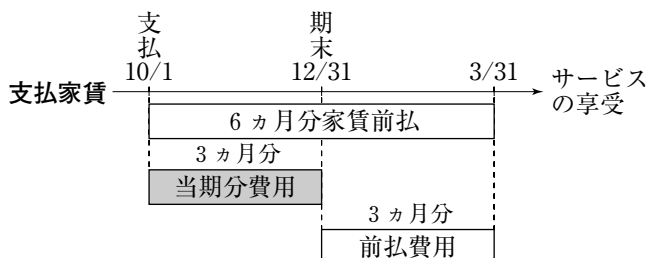 支払
期末
10/1
12/31
3/31
支払家賃
サービス
の享受
6ヵ月分家賃前払
3ヵ月分
当期分費用
3ヵ月分
前払費用